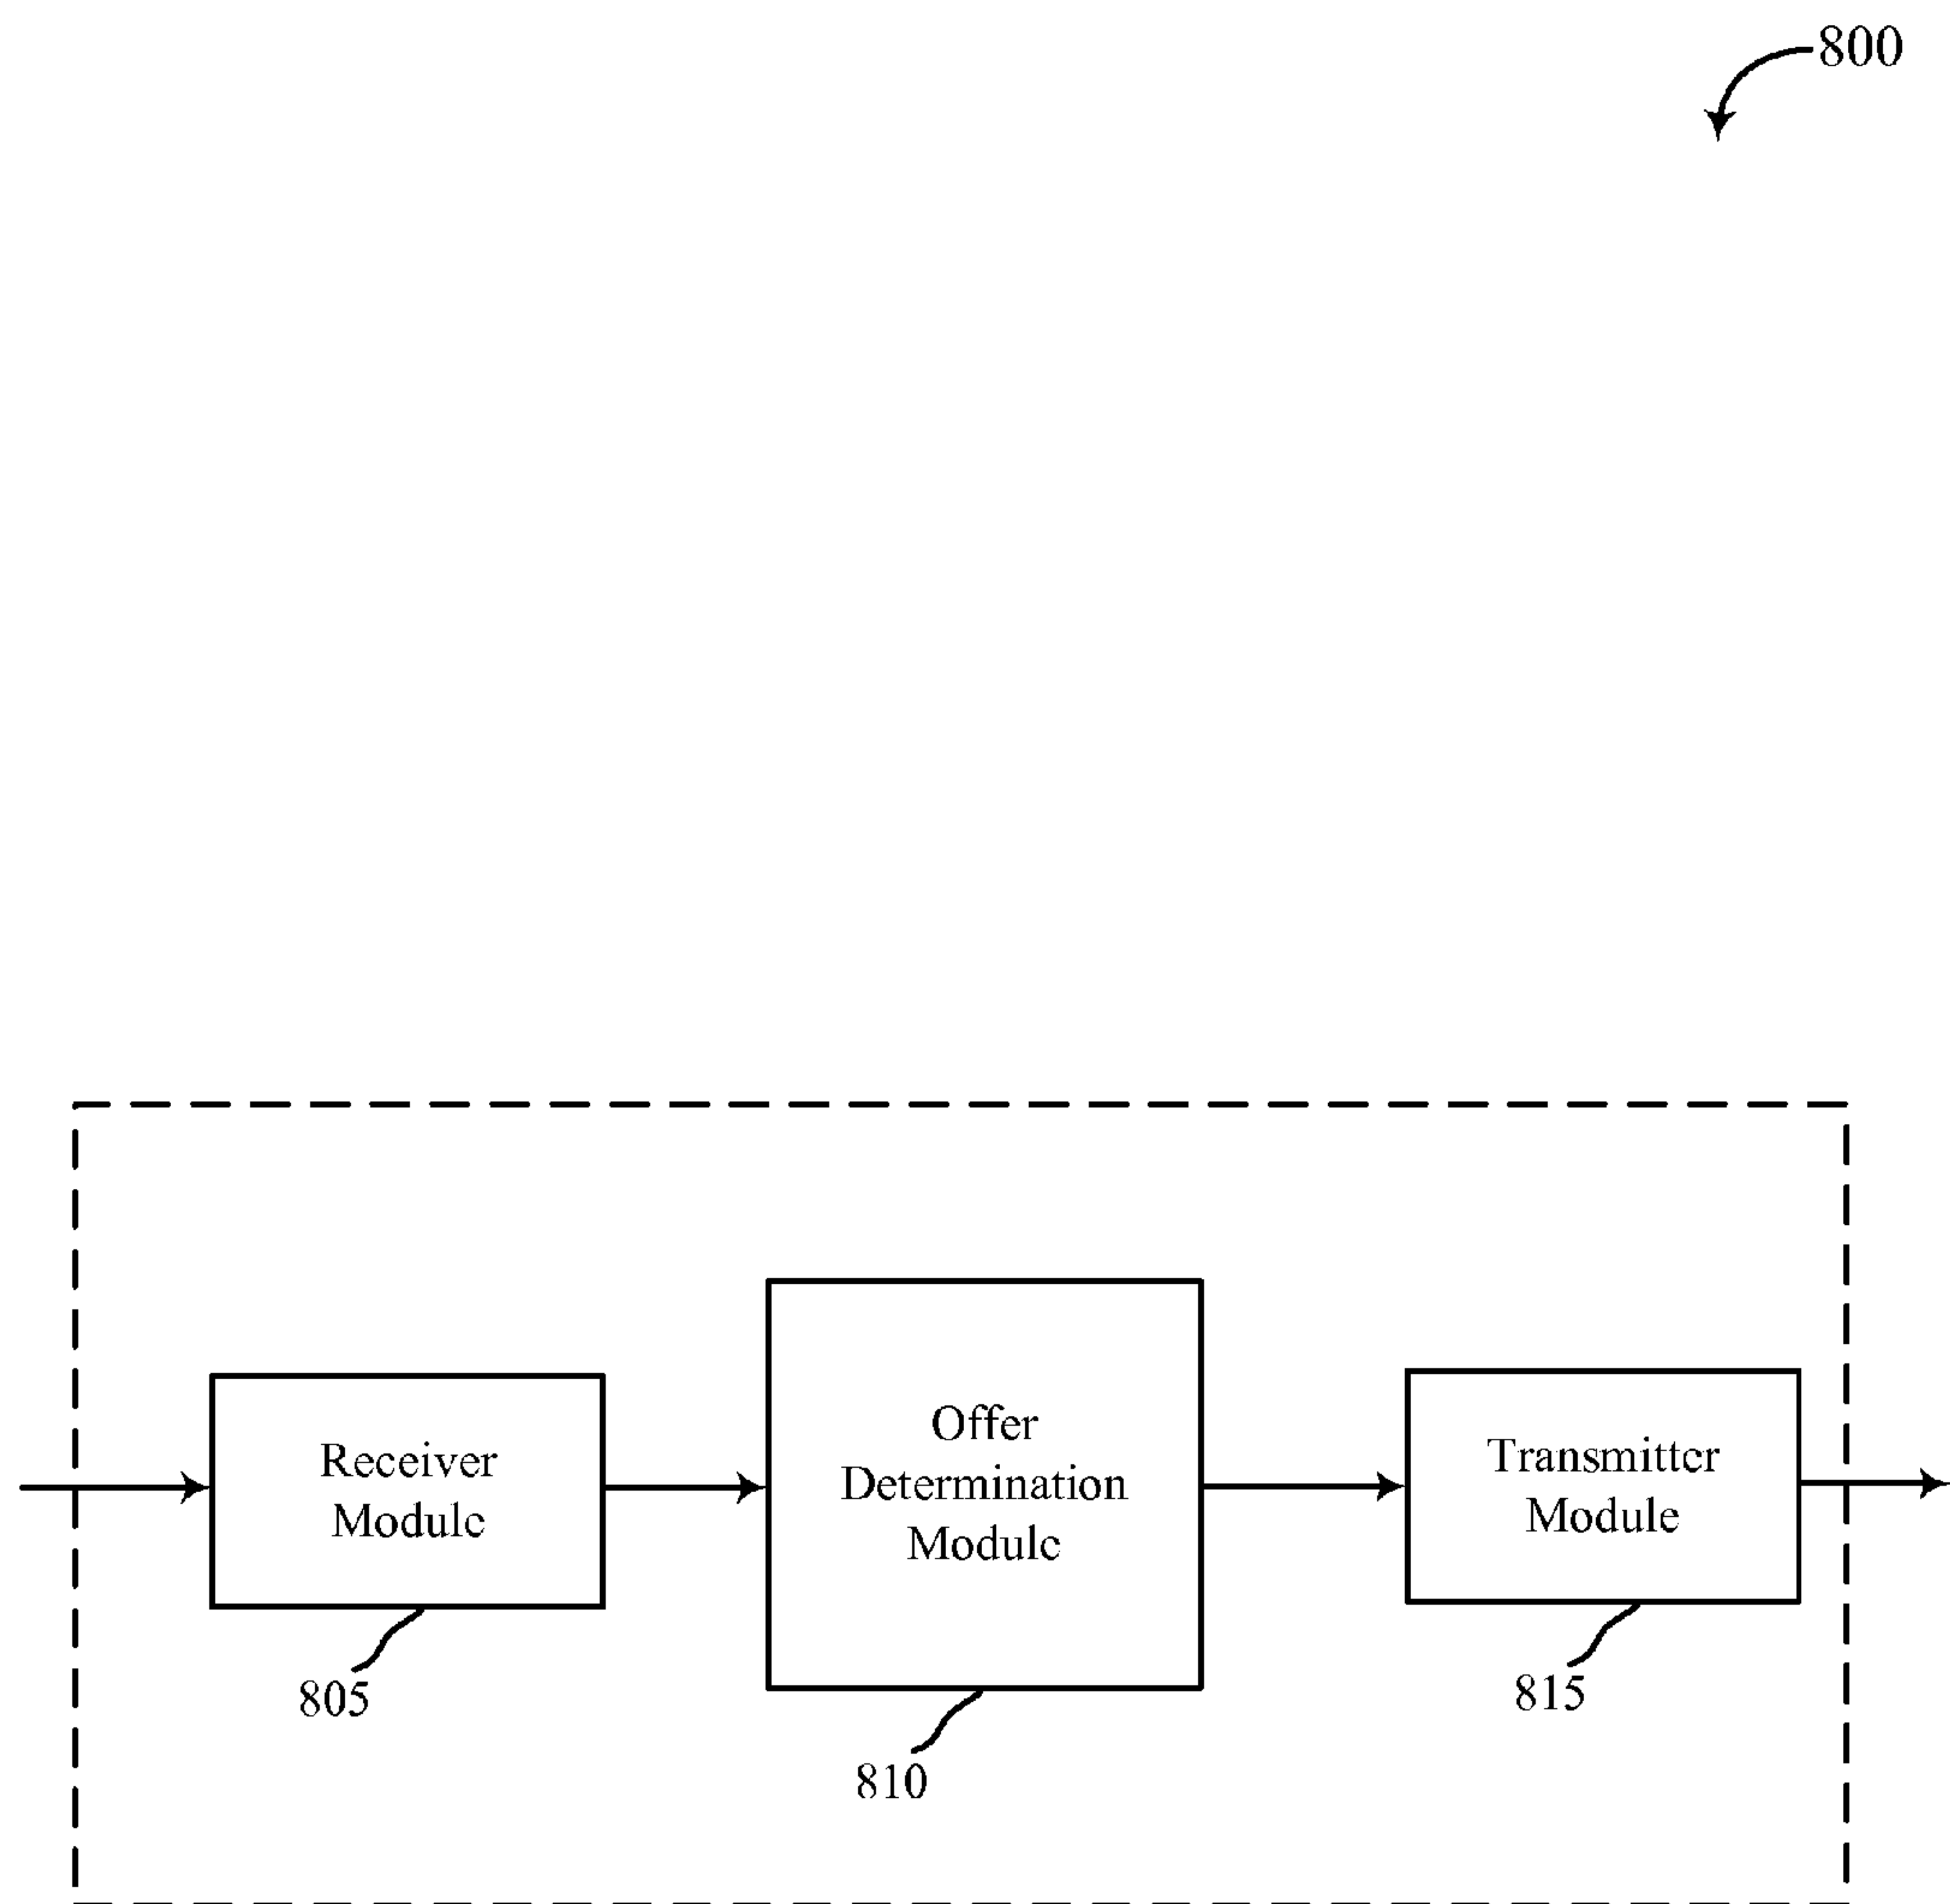 800
Receiver
Module
805
Offer
Determination
Module
810
Transmitter
Module
815